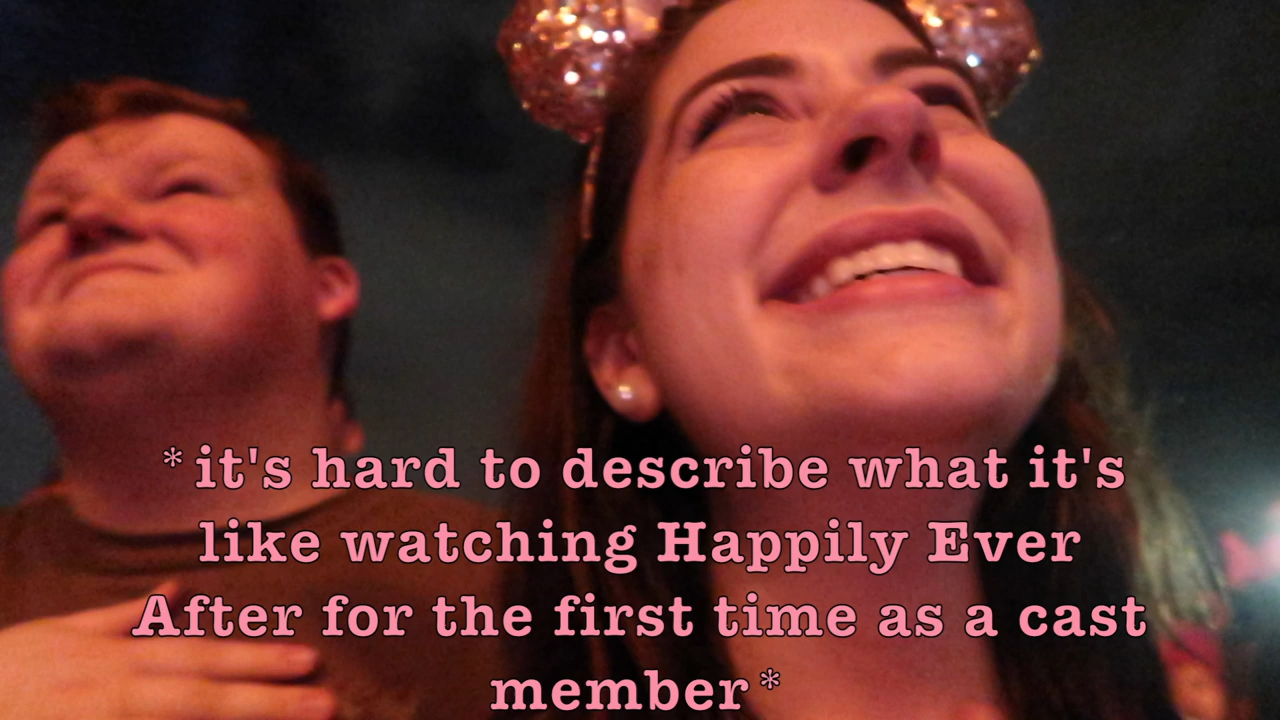 *it's hard to describe what it's
like watching Happily Ever
After for the first time as a cast
member*